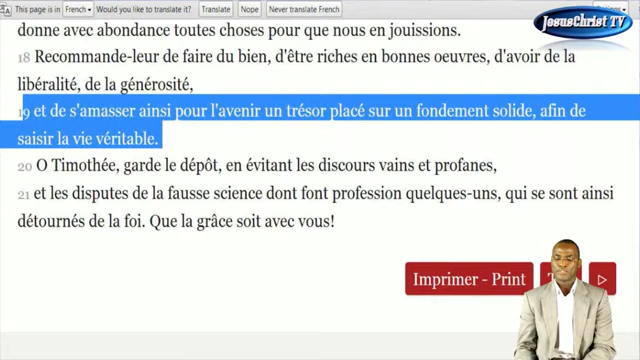 This page is in French Would you like to translate it? Translate Nope Never translate French
JesusChrist TV
donne avec abondance toutes choses pour que nous en jouissions.
18 Recommande-leur de faire du bien, d'être riches en bonnes oeuvres, d'avoir de la
libéralité, de la générosité,
19 et de s'amasser ainsi pour l'avenir un trésor placé sur un fondement solide, afin de
saisir la vie véritable.
20 O Timothée, garde le dépôt, en évitant les discours vains et profanes,
21 et les disputes de la fausse science dont font profession quelques-uns, qui se sont ainsi
détournés de la foi. Que la grâce soit avec vous!
Imprimer - Print